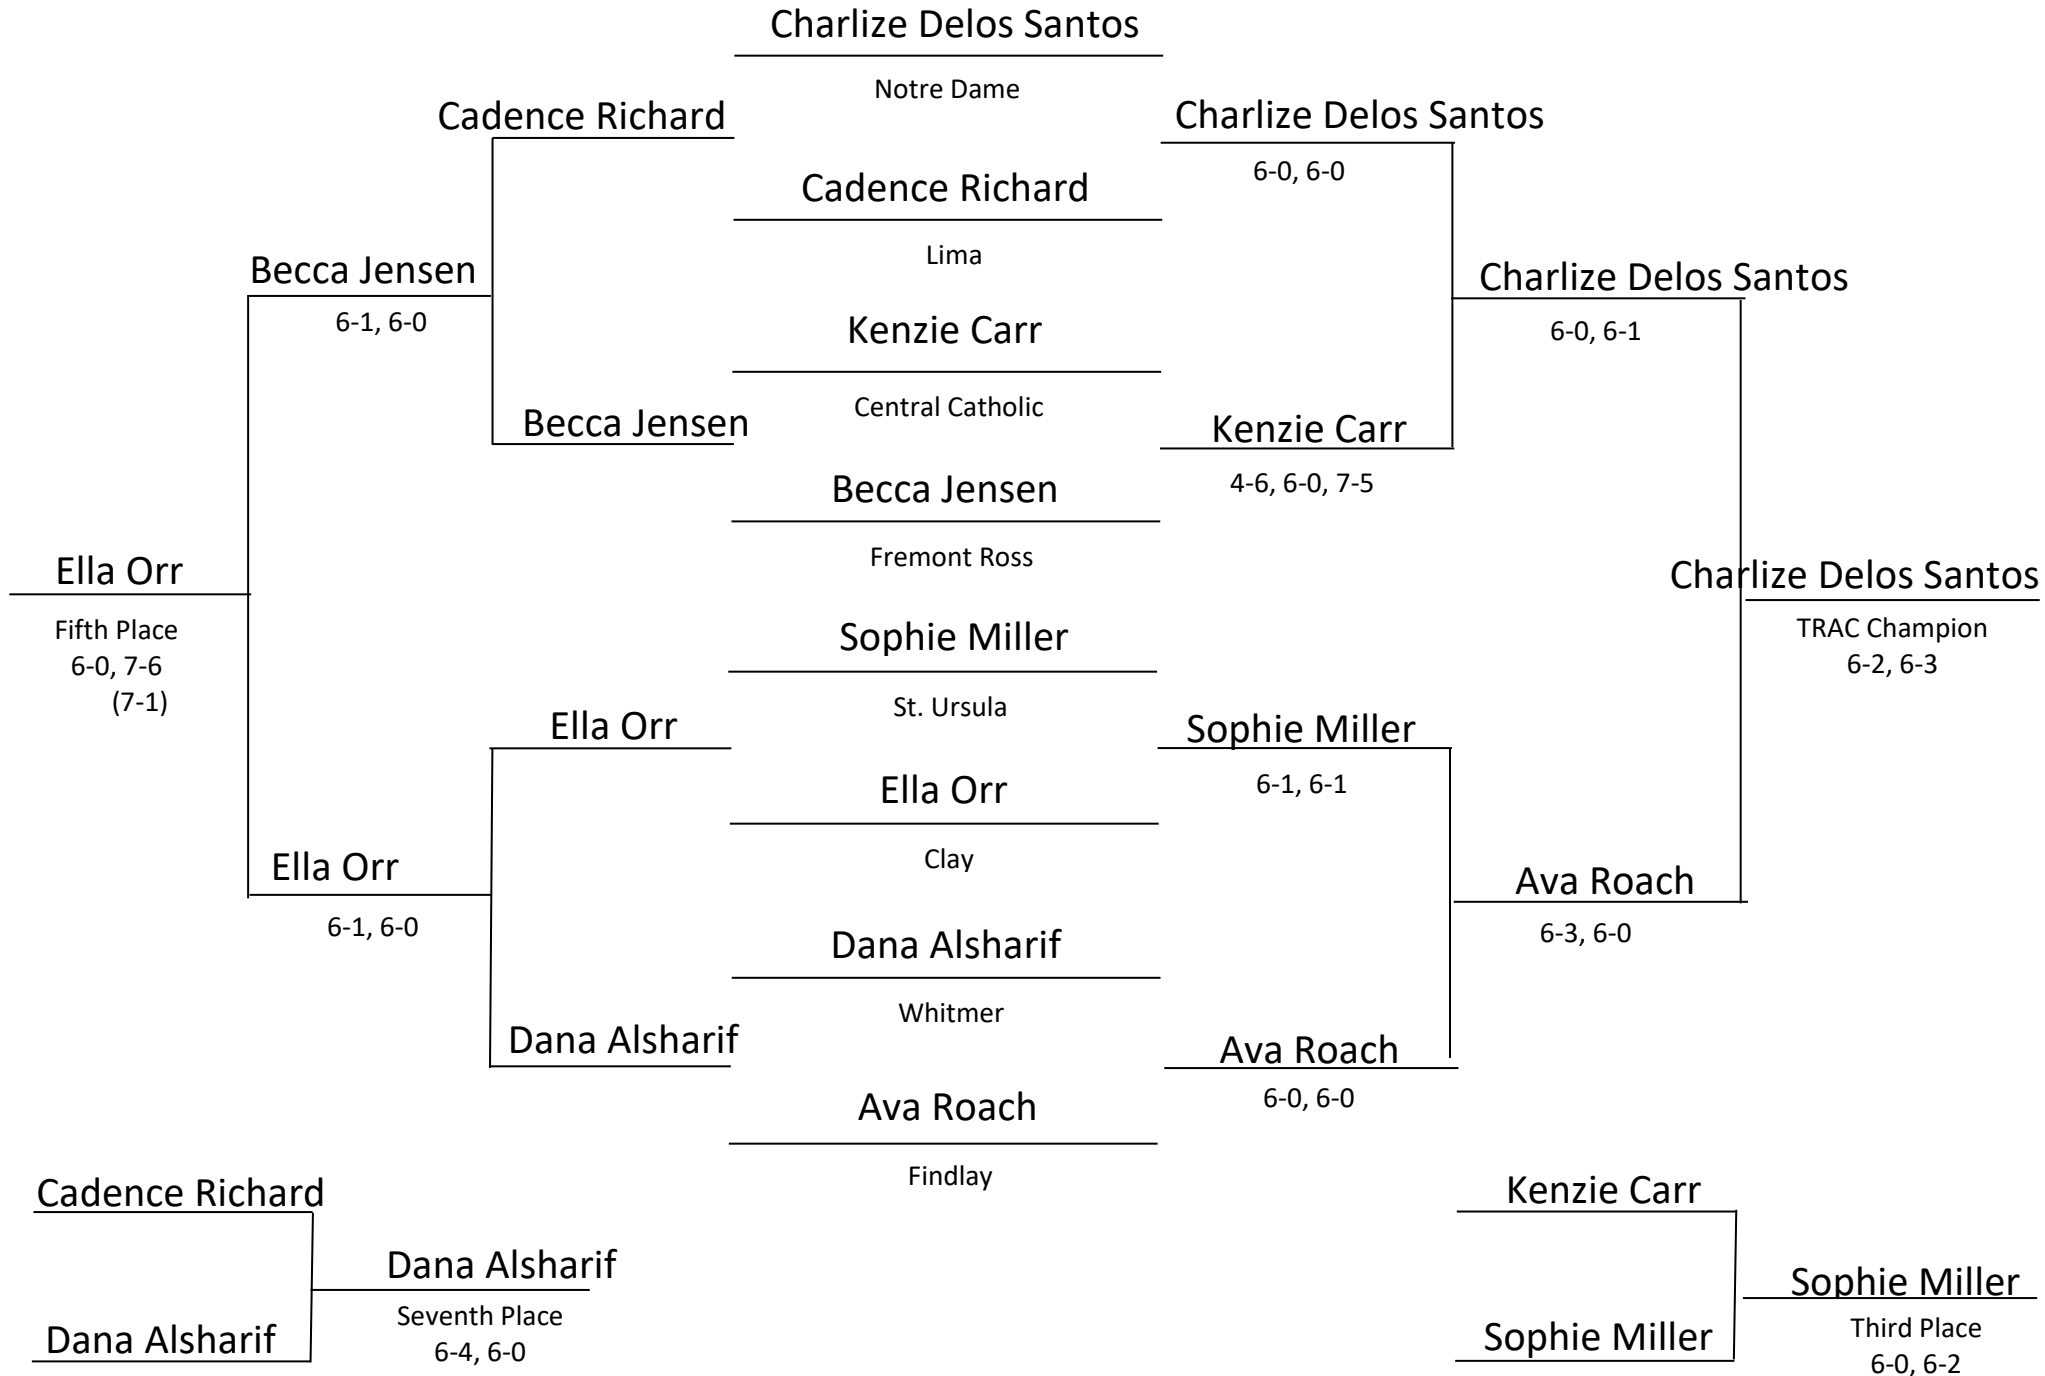 Charlize Delos Santos
Notre Dame
Cadence Richard
Charlize Delos Santos
6-0, 6-0
Cadence Richard
Lima
Becca Jensen
6-1, 6-0
Charlize Delos Santos
6-0, 6-1
Kenzie Carr
Central Catholic
Becca Jensen
Kenzie Carr
4-6, 6-0, 7-5
Becca Jensen
Fremont Ross
Ella Orr
Fifth Place
6-0, 7-6
(7-1)
Charlize Delos Santos
TRAC Champion
6-2, 6-3
Sophie Miller
St. Ursula
Ella Orr
Sophie Miller
6-1, 6-1
Ella Orr
Clay
Ella Orr
6-1, 6-0
Ava Roach
6-3, 6-0
Dana Alsharif
Whitmer
Dana Alsharif
Ava Roach
6-0, 6-0
Ava Roach
Findlay
Cadence Richard
Dana Alsharif
Seventh Place
6-4, 6-0
Dana Alsharif
Kenzie Carr
Sophie Miller
Third Place
6-0, 6-2
Sophie Miller